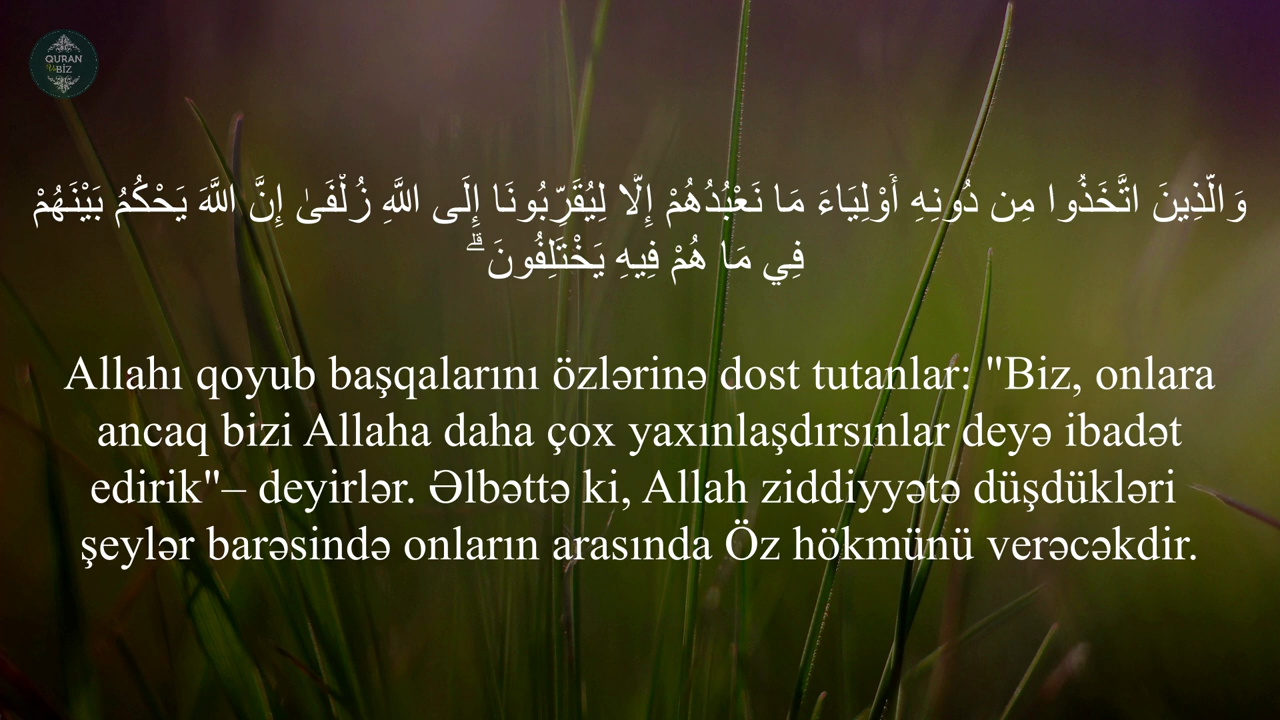 QURAN
Və
BİZ
وَالَّذِينَ اتَّخَذُوا مِن دُونِهِ أَوْلِيَاءَ مَا نَعْبُدُهُمْ إِلَّا لِيُقَرِّبُونَا إِلَى اللَّهِ زُلْفَىٰ إِنَّ اللَّهَ يَحْكُمُ بَيْنَهُمْ
فِي مَا هُمْ فِيهِ يَخْتَلِفُونَ ۗ
Allahı qoyub başqalarını özlərinə dost tutanlar: "Biz, onlara
ancaq bizi Allaha daha çox yaxınlaşdırsınlar deyə ibadət
edirik"– deyirlər. Əlbəttə ki, Allah ziddiyyətə düşdükləri
şeylər barəsində onların arasında Öz hökmünü verəcəkdir.